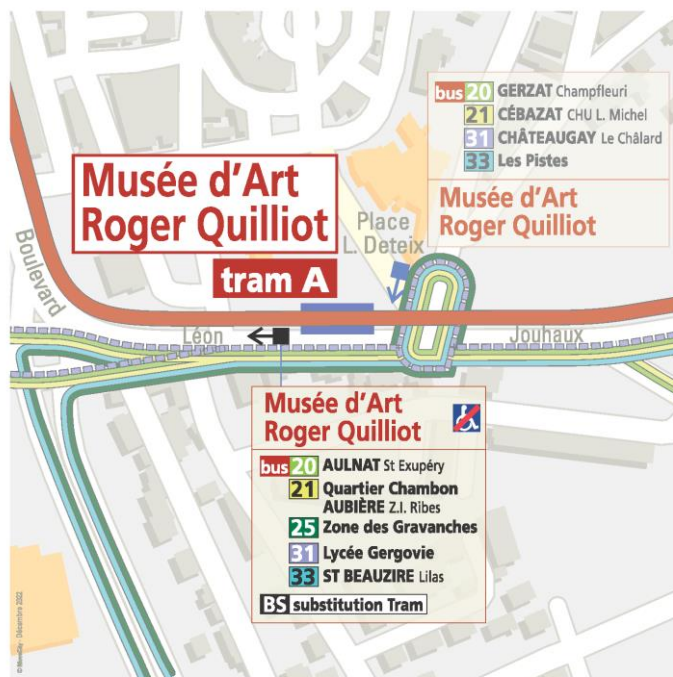 bus 20 GERZAT Champfleuri
21 CÉBAZAT CHU L. Michel
31 CHÂTEAUGAY Le Châlard
33 Les Pistes
Musée d'Art
Roger Quilliot
Musée d'Art
Roger Quilliot
tram A
Place
L. Deteix
Boulevard
Léon
Jouhaux
Musée d'Art
Roger Quilliot
bus 20 AULNAT St Exupéry
21 Quartier Chambon
AUBIÈRE Z.I. Ribes
25 Zone des Gravanches
31 Lycée Gergovie
33 ST BEAUZIRE Lilas
BS substitution Tram